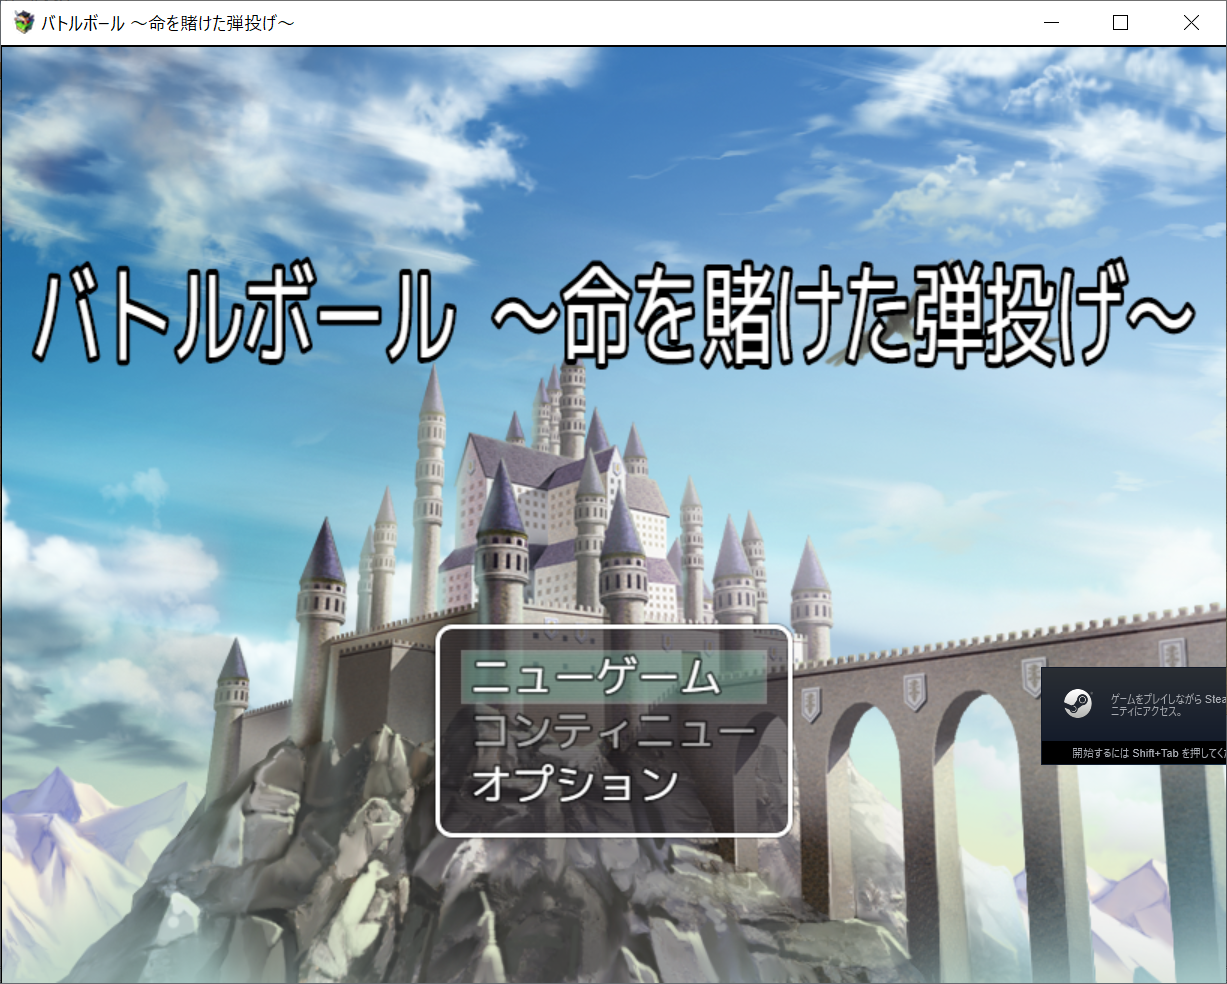 バトルボール ～命を賭けた弾投げ～
バトルボール ～命を賭けた弾投げ～
ニューゲーム
コンティニュー
オプション
ゲームをプレイしながら Stea
ニティにアクセス。
開始するには Shift+Tab を押してく